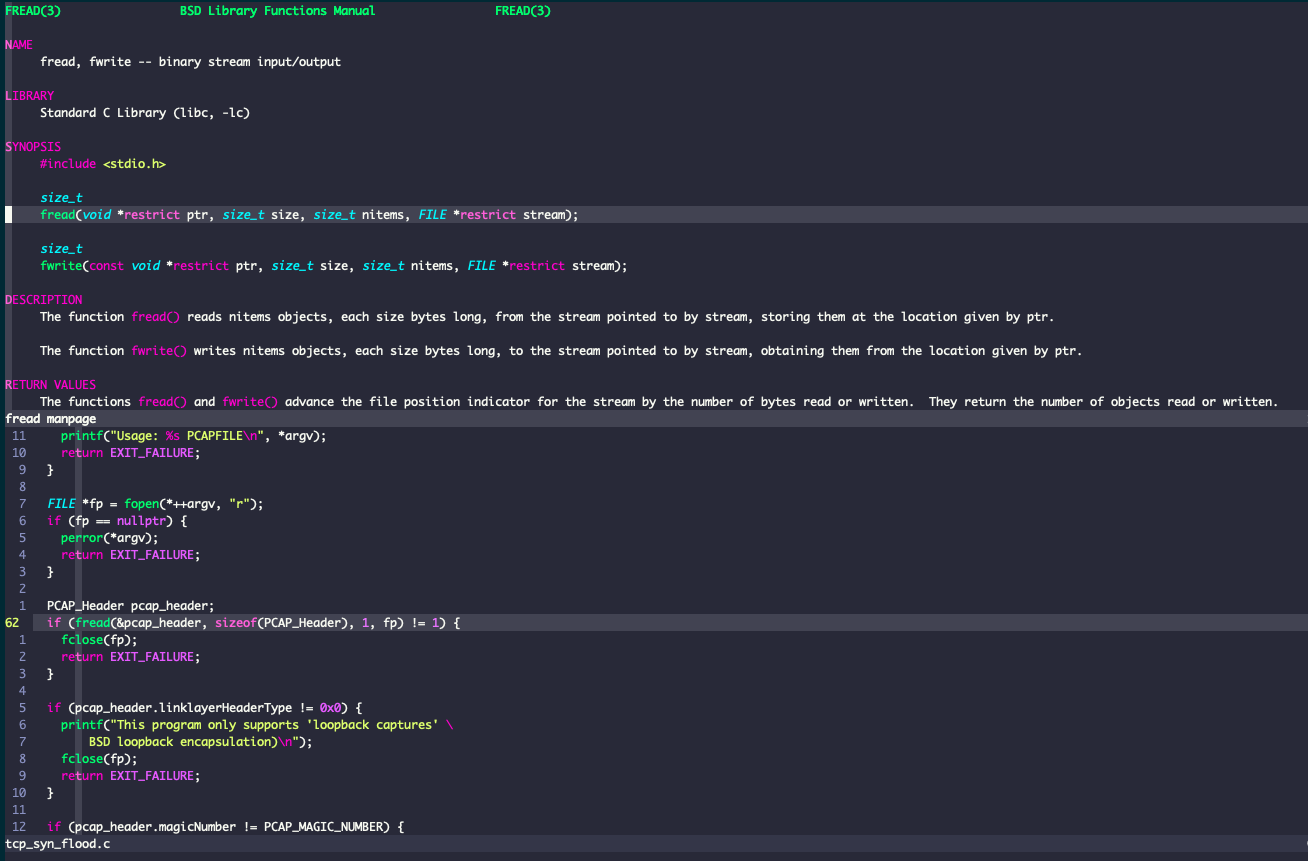 FREAD(3)                 BSD Library Functions Manual                 FREAD(3)
NAME
     fread, fwrite -- binary stream input/output
LIBRARY
     Standard C Library (libc, -lc)
SYNOPSIS
     #include <stdio.h>
     size_t
     fread(void *restrict ptr, size_t size, size_t nitems, FILE *restrict stream);
     size_t
     fwrite(const void *restrict ptr, size_t size, size_t nitems, FILE *restrict stream);
DESCRIPTION
     The function fread() reads nitems objects, each size bytes long, from the stream pointed to by stream, storing them at the location given by ptr.
     The function fwrite() writes nitems objects, each size bytes long, to the stream pointed to by stream, obtaining them from the location given by ptr.
RETURN VALUES
     The functions fread() and fwrite() advance the file position indicator for the stream by the number of bytes read or written.  They return the number of objects read or written.
fread manpage
 11     printf("Usage: %s PCAPFILE\n", *argv);
 10     return EXIT_FAILURE;
  9   }
  8
  7   FILE *fp = fopen(*++argv, "r");
  6   if (fp == nullptr) {
  5     perror(*argv);
  4     return EXIT_FAILURE;
  3   }
  2
  1   PCAP_Header pcap_header;
62    if (fread(&pcap_header, sizeof(PCAP_Header), 1, fp) != 1) {
  1     fclose(fp);
  2     return EXIT_FAILURE;
  3   }
  4
  5   if (pcap_header.linklayerHeaderType != 0x0) {
  6     printf("This program only supports 'loopback captures' \
  7         BSD loopback encapsulation)\n");
  8     fclose(fp);
  9     return EXIT_FAILURE;
 10   }
 11
 12   if (pcap_header.magicNumber != PCAP_MAGIC_NUMBER) {
tcp_syn_flood.c